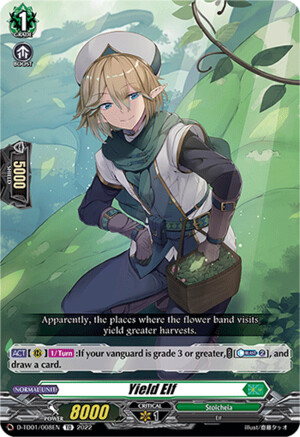 1
GRADE
BOOST
5000
SHIELD
Apparently, the places where the flower band visits
yield greater harvests.
ACT 1/Turn :If your vanguard is grade 3 or greater, 2, and
draw a card.
NORMAL UNIT
Yield Elf
D-TD01/008EN TD 2022
POWER 8000
CRITICAL 1
Stoicheia
Elf